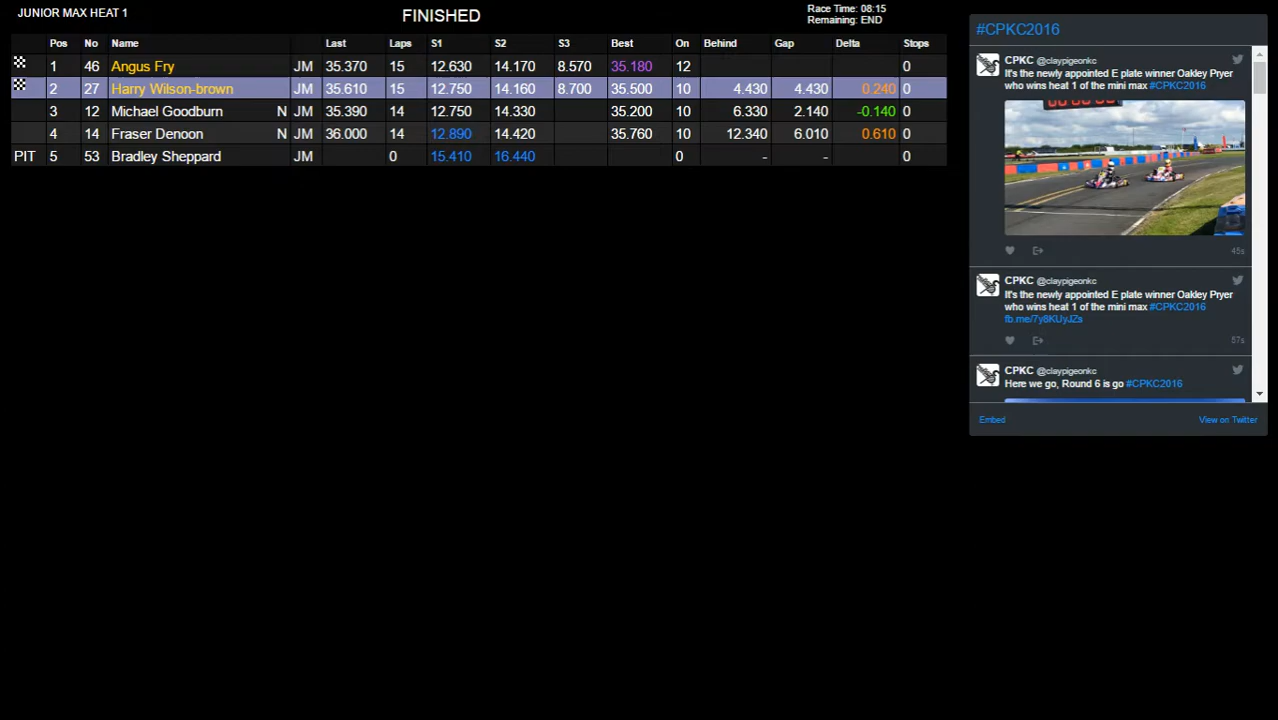 JUNIOR MAX HEAT 1
FINISHED
Race Time: 08:15
Remaining: END
Pos No Name Last Laps S1 S2 S3 Best On Behind Gap Delta Stops
1 46 Angus Fry JM 35.370 15 12.630 14.170 8.570 35.180 12 0
2 27 Harry Wilson-brown JM 35.610 15 12.750 14.160 8.700 35.500 10 4.430 4.430 0.240 0
3 12 Michael Goodburn N JM 35.390 14 12.750 14.330 35.200 10 6.330 2.140 -0.140 0
4 14 Fraser Denoon N JM 36.000 14 12.890 14.420 35.760 10 12.340 6.010 0.610 0
PIT 5 53 Bradley Sheppard JM 0 15.410 16.440 0 - - 0
#CPKC2016
CPKC @claypigeonkc
It's the newly appointed E plate winner Oakley Pryer
who wins heat 1 of the mini max #CPKC2016
45s
CPKC @claypigeonkc
It's the newly appointed E plate winner Oakley Pryer
who wins heat 1 of the mini max #CPKC2016
fb.me/7y8KUyJZs
57s
CPKC @claypigeonkc
Here we go, Round 6 is go #CPKC2016
Embed View on Twitter